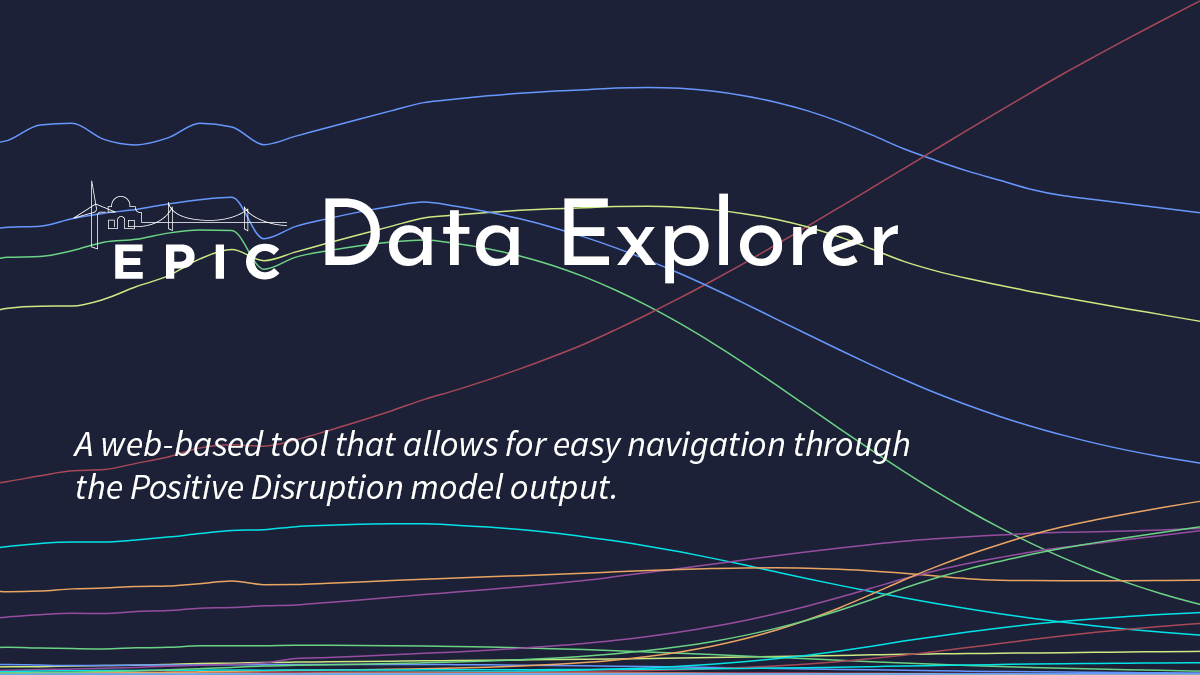 EPIC Data Explorer
A web-based tool that allows for easy navigation through
the Positive Disruption model output.